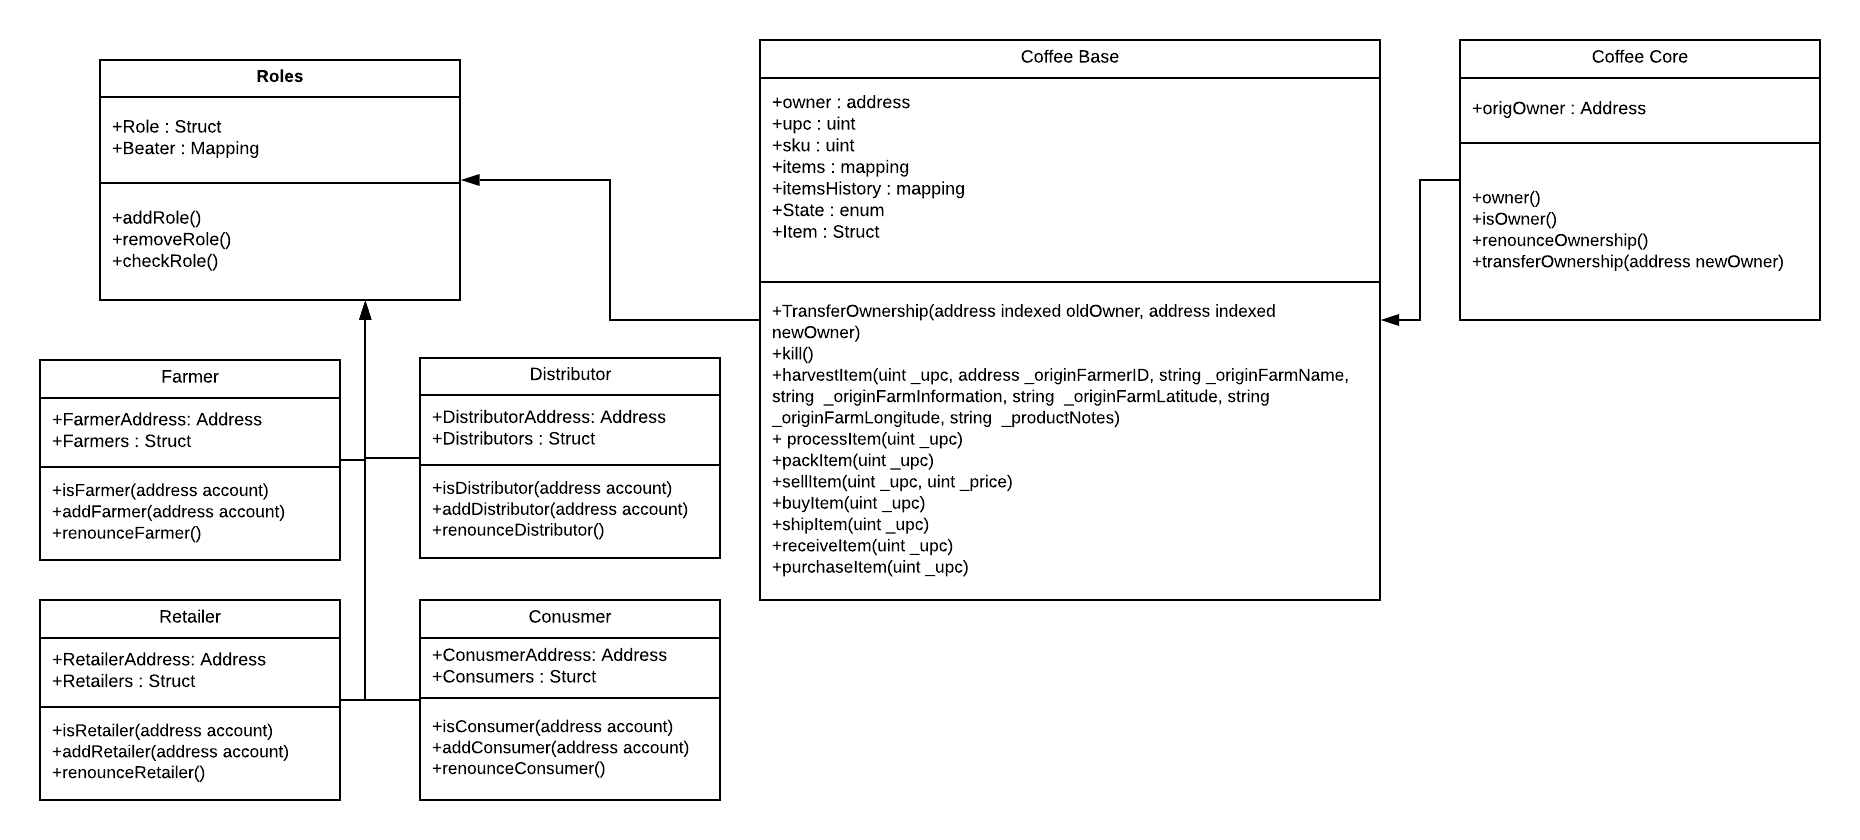 Roles
+Role : Struct
+Beater : Mapping
+addRole()
+removeRole()
+checkRole()
Coffee Base
+owner : address
+upc : uint
+sku : uint
+items : mapping
+itemsHistory : mapping
+State : enum
+Item : Struct
+TransferOwnership(address indexed oldOwner, address indexed
newOwner)
+kill()
+harvestItem(uint _upc, address _originFarmerID, string _originFarmName,
string _originFarmInformation, string _originFarmLatitude, string
_originFarmLongitude, string _productNotes)
+ processItem(uint _upc)
+packItem(uint _upc)
+sellItem(uint _upc, uint _price)
+buyItem(uint _upc)
+shipItem(uint _upc)
+receiveItem(uint _upc)
+purchaseItem(uint _upc)
Coffee Core
+origOwner : Address
+owner()
+isOwner()
+renounceOwnership()
+transferOwnership(address newOwner)
Farmer
+FarmerAddress: Address
+Farmers : Struct
+isFarmer(address account)
+addFarmer(address account)
+renounceFarmer()
Distributor
+DistributorAddress: Address
+Distributors : Struct
+isDistributor(address account)
+addDistributor(address account)
+renounceDistributor()
Retailer
+RetailerAddress: Address
+Retailers : Struct
+isRetailer(address account)
+addRetailer(address account)
+renounceRetailer()
Conusmer
+ConusmerAddress: Address
+Consumers : Sturct
+isConsumer(address account)
+addConsumer(address account)
+renounceConsumer()